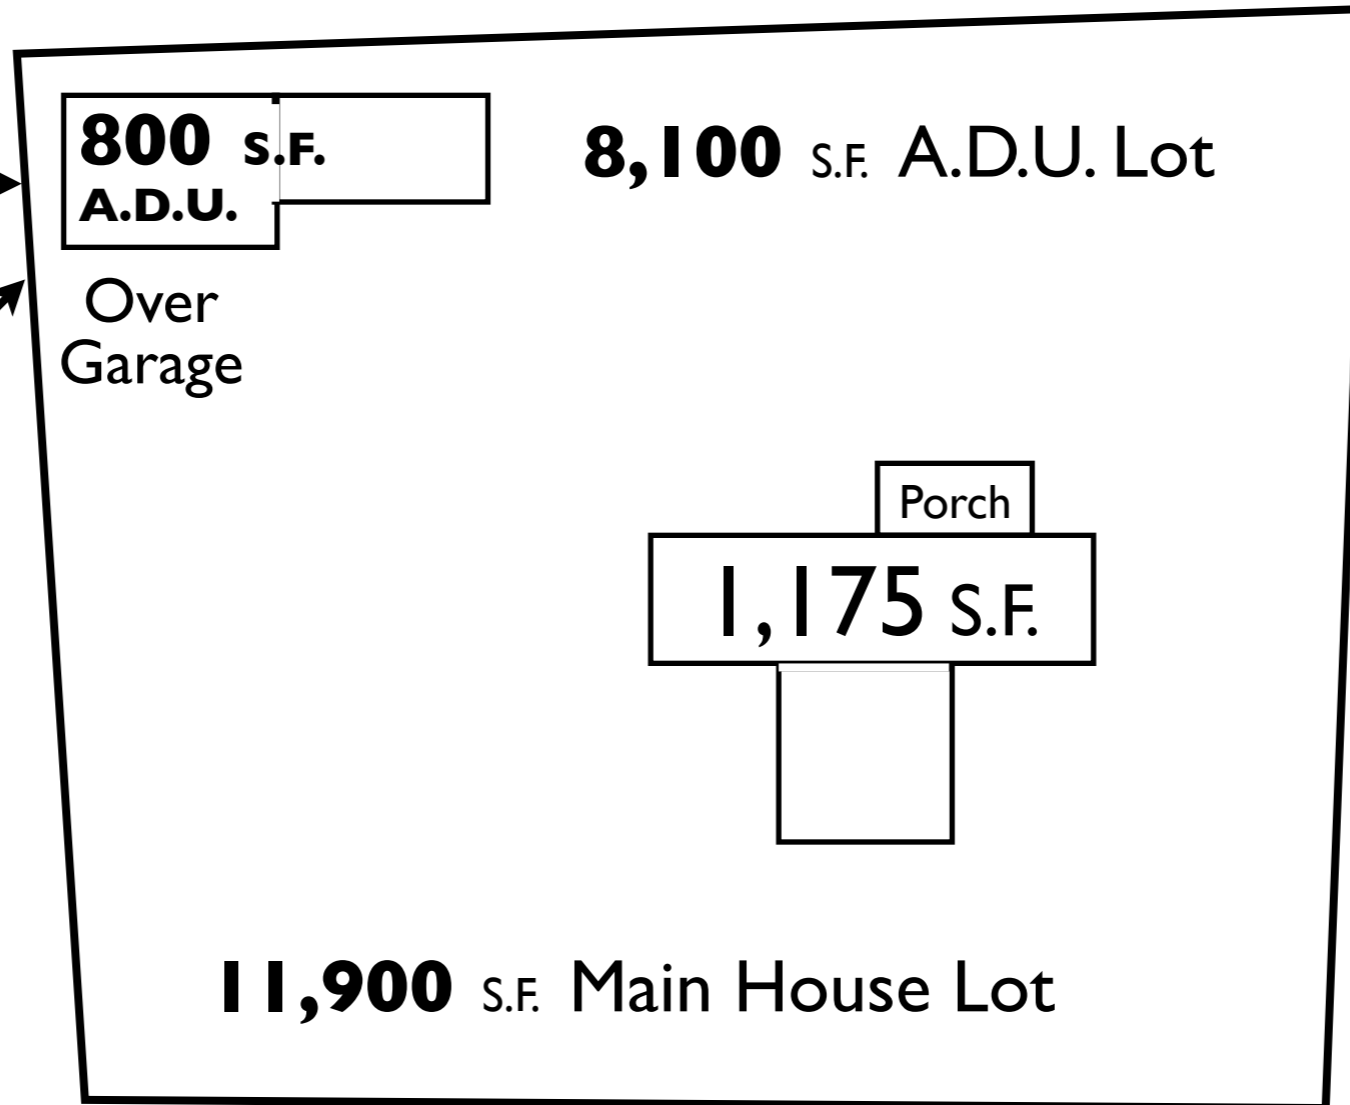 800 S.F.
A.D.U.
8,100 S.F. A.D.U. Lot
Over
Garage
Porch
1,175 S.F.
11,900 S.F. Main House Lot